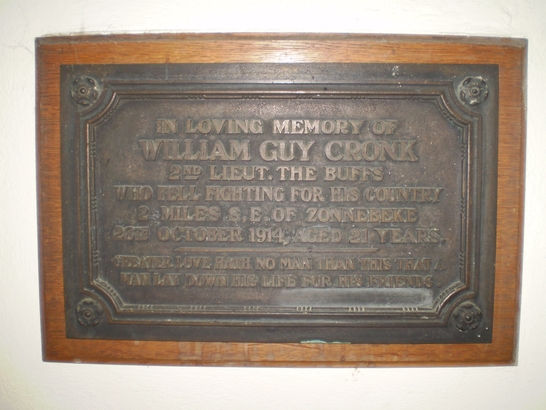 IN LOVING MEMORY OF
WILLIAM GUY CRONK
2ND LIEUT. THE BUFFS
WHO FELL FIGHTING FOR HIS COUNTRY
2 MILES S.E. OF ZONNEBEKE
26TH OCTOBER 1914, AGED 21 YEARS.
GREATER LOVE HATH NO MAN THAN THIS THAT A
MAN LAY DOWN HIS LIFE FOR HIS FRIENDS